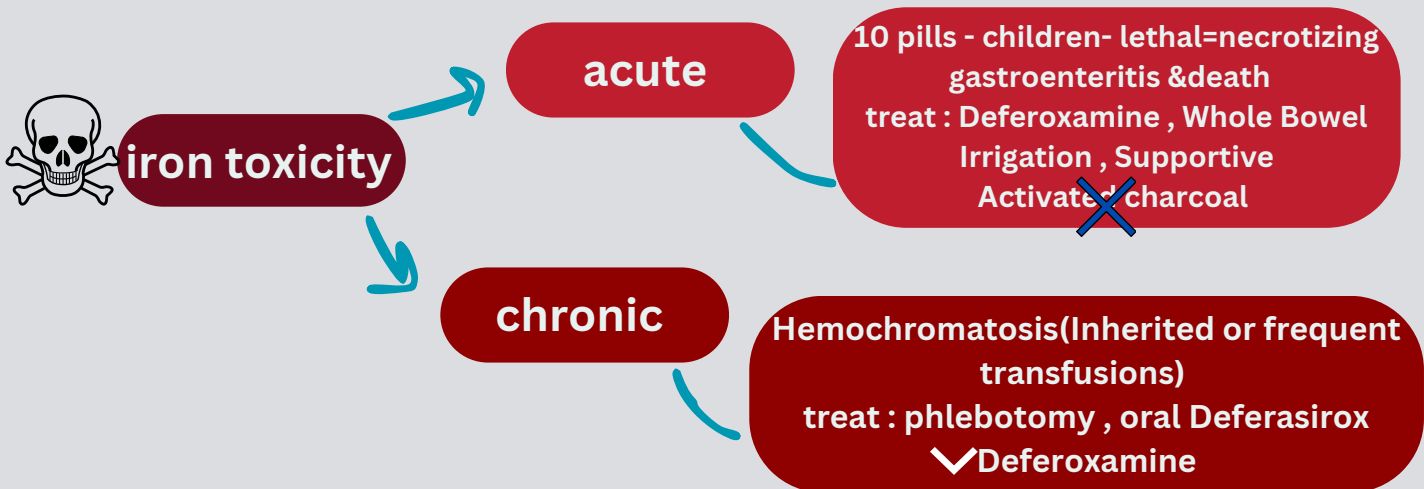 iron toxicity
acute
10 pills - children- lethal=necrotizing
gastroenteritis &death
treat : Deferoxamine , Whole Bowel
Irrigation , Supportive
Activated charcoal
chronic
Hemochromatosis(Inherited or frequent
transfusions)
treat : phlebotomy , oral Deferasirox
Deferoxamine